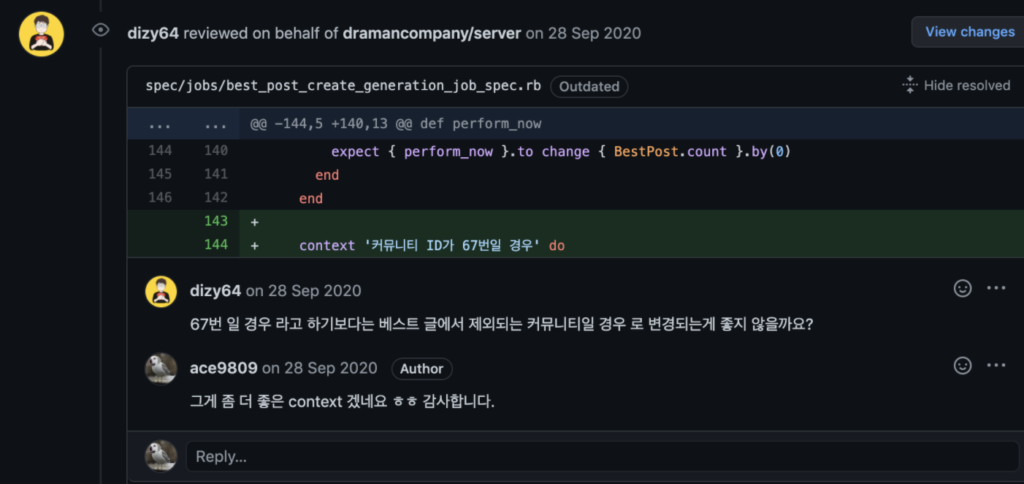 dizy64 reviewed on behalf of dramancompany/server on 28 Sep 2020
View changes
spec/jobs/best_post_create_generation_job_spec.rb Outdated
Hide resolved
... ... @@ -144,5 +140,13 @@ def perform_now
144 140 expect { perform_now }.to change { BestPost.count }.by(0)
145 141 end
146 142 end
143 +
144 + context '커뮤니티 ID가 67번일 경우' do
dizy64 on 28 Sep 2020
67번 일 경우 라고 하기보다는 베스트 글에서 제외되는 커뮤니티일 경우 로 변경되는게 좋지 않을까요?
ace9809 on 28 Sep 2020 Author
그게 좀 더 좋은 context 겠네요 ㅎㅎ 감사합니다.
Reply...